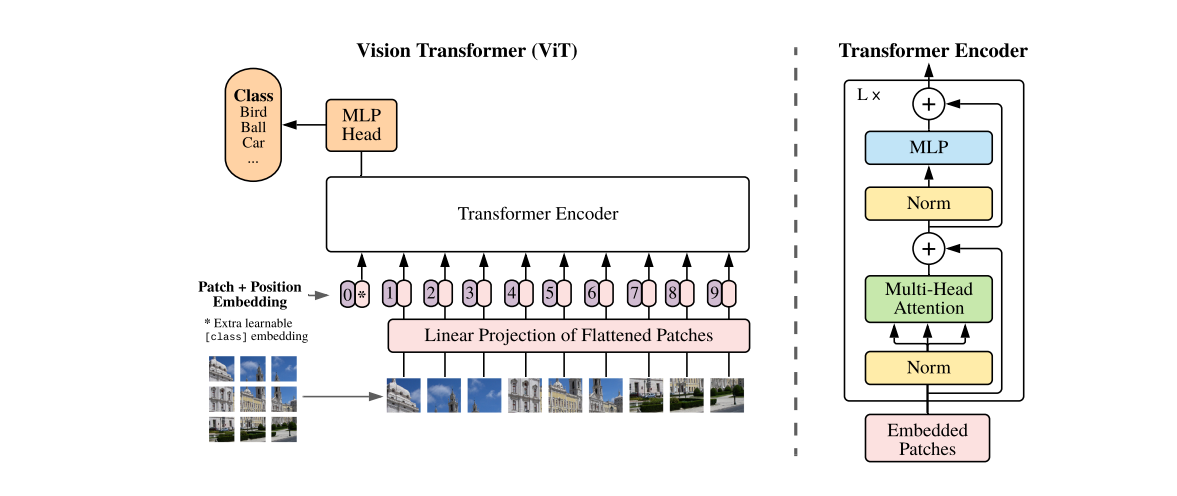 Vision Transformer (ViT)
Class
Bird
Ball
Car
...
MLP
Head
Transformer Encoder
Patch + Position
Embedding
0 * 1 2 3 4 5 6 7 8 9
* Extra learnable
[class] embedding
Linear Projection of Flattened Patches
Transformer Encoder
L x
+
MLP
Norm
+
Multi-Head
Attention
Norm
Embedded
Patches